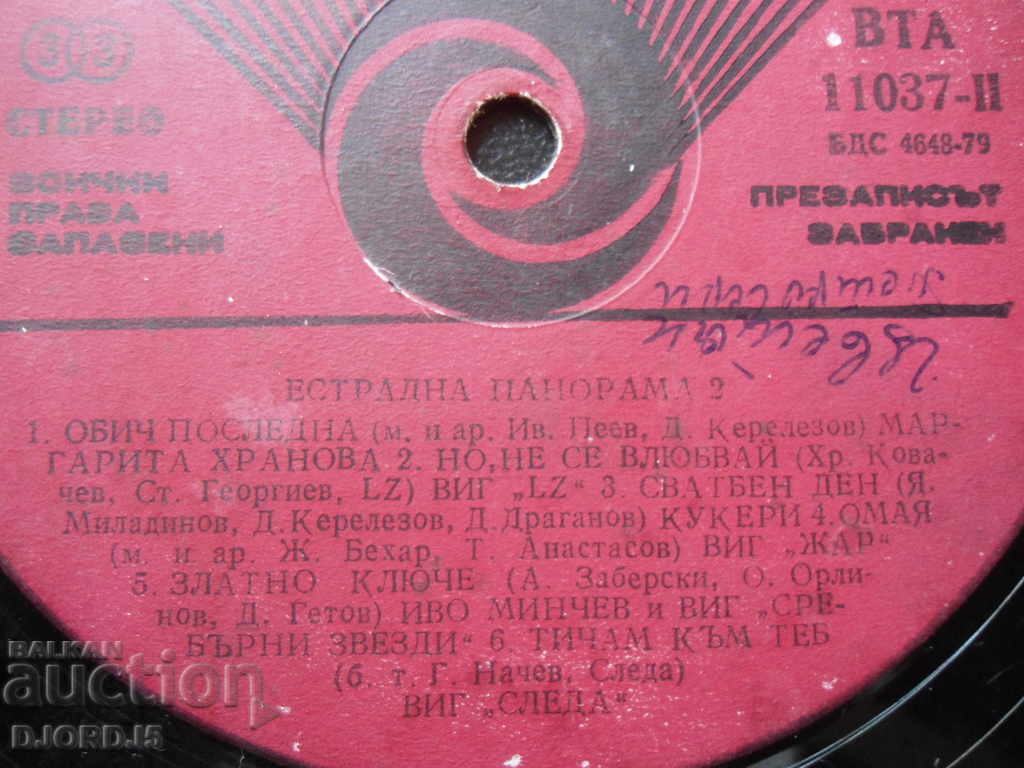 33
СТЕРЕО
ВСИЧКИ
ПРАВА
ЗАПАЗЕНИ
ВТА
11037-II
БДС 4648-79
ПРЕЗАПИСЪТ
ЗАБРАНЕН
ЕСТРАДНА ПАНОРАМА 2
1. ОБИЧ ПОСЛЕДНА (м. и ар. Ив. Пеев, Д. Керелезов) МАР-
ГАРИТА ХРАНОВА 2. НО, НЕ СЕ ВЛЮБВАЙ (Хр. Кова-
чев, Ст. Георгиев, LZ) ВИГ „LZ“ 3. СВАТБЕН ДЕН (Я.
Миладинов, Д. Керелезов, Д. Драганов) КУКЕРИ 4. ОМАЯ
(м. и ар. Ж. Бехар, Т. Анастасов) ВИГ „ЖАР“
5. ЗЛАТНО КЛЮЧЕ (А. Заберски, О. Орли-
нов, Д. Гетов) ИВО МИНЧЕВ и ВИГ „СРЕ-
БЪРНИ ЗВЕЗДИ“ 6. ТИЧАМ КЪМ ТЕБ
(б. т. Г. Начев, Следа)
ВИГ „СЛЕДА“
BALKAN
auction
DJORDJ5